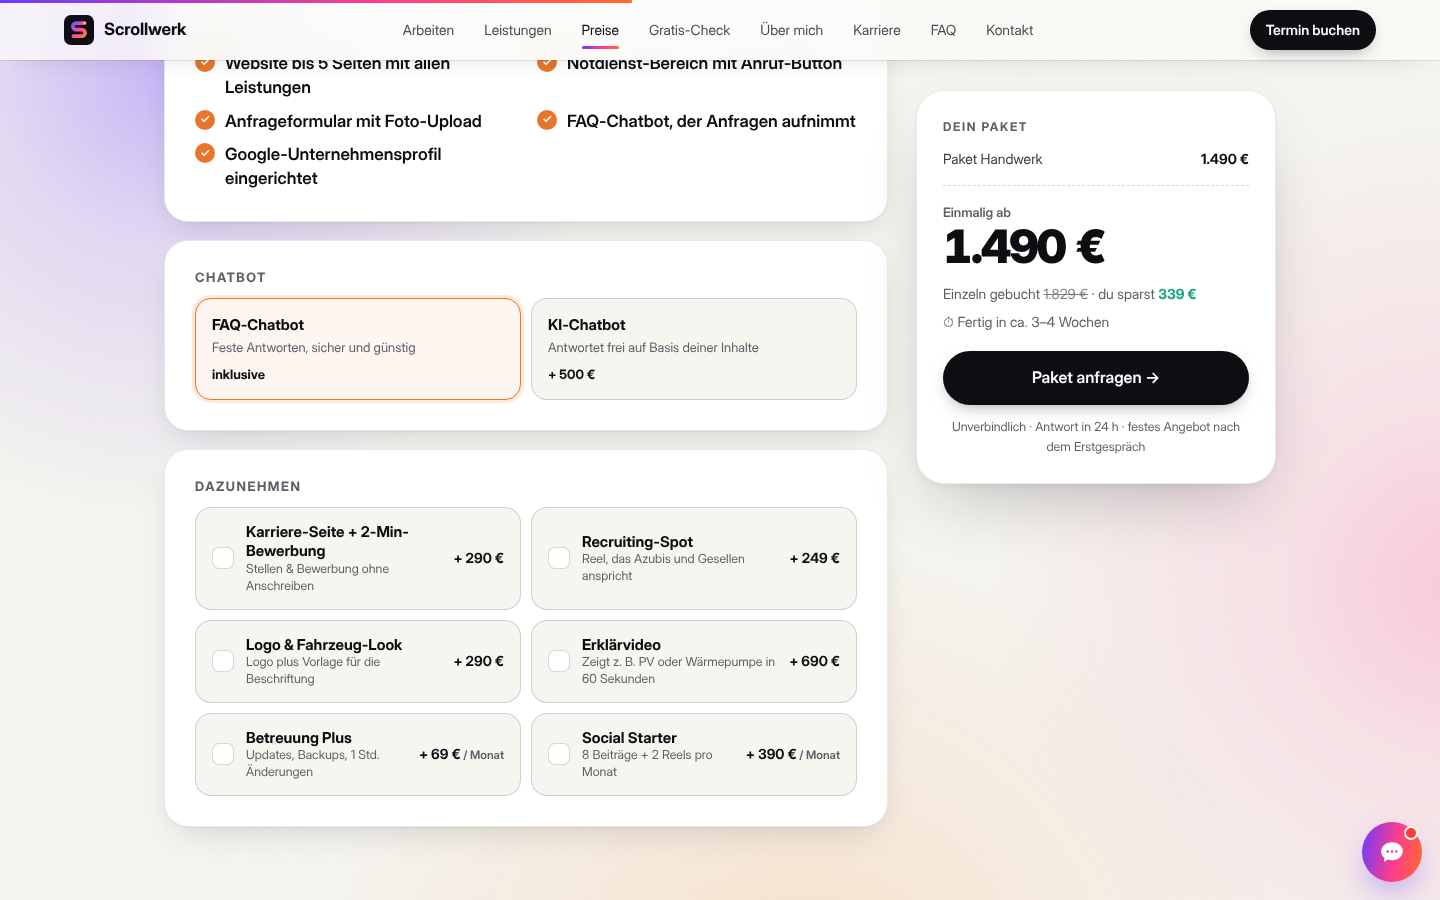 Scrollwerk
Arbeiten
Leistungen
Preise
Gratis-Check
Über mich
Karriere
FAQ
Kontakt
Termin buchen
Website bis 5 Seiten mit allen
Leistungen
Notdienst-Bereich mit Anruf-Button
Anfrageformular mit Foto-Upload
FAQ-Chatbot, der Anfragen aufnimmt
Google-Unternehmensprofil
eingerichtet
CHATBOT
FAQ-Chatbot
Feste Antworten, sicher und günstig
inklusive
KI-Chatbot
Antwortet frei auf Basis deiner Inhalte
+ 500 €
DAZUNEHMEN
Karriere-Seite + 2-Min-
Bewerbung
Stellen & Bewerbung ohne
Anschreiben
+ 290 €
Recruiting-Spot
Reel, das Azubis und Gesellen
anspricht
+ 249 €
Logo & Fahrzeug-Look
Logo plus Vorlage für die
Beschriftung
+ 290 €
Erklärvideo
Zeigt z. B. PV oder Wärmepumpe in
60 Sekunden
+ 690 €
Betreuung Plus
Updates, Backups, 1 Std.
Änderungen
+ 69 € / Monat
Social Starter
8 Beiträge + 2 Reels pro
Monat
+ 390 € / Monat
DEIN PAKET
Paket Handwerk 1.490 €
Einmalig ab
1.490 €
Einzeln gebucht 1.829 € · du sparst 339 €
⏱ Fertig in ca. 3–4 Wochen
Paket anfragen →
Unverbindlich · Antwort in 24 h · festes Angebot nach
dem Erstgespräch